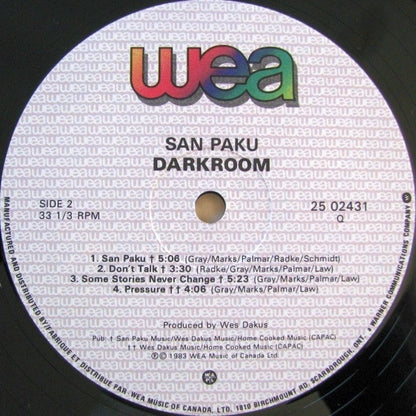 wea
SAN PAKU
DARKROOM
SIDE 2
33 1/3 RPM
25 02431
Q
1. San Paku † 5:06 (Gray/Marks/Palmar/Radke/Schmidt)
2. Don't Talk † 3:30 (Radke/Gray/Marks/Palmar/Law)
3. Some Stories Never Change † 5:23 (Gray/Marks/Palmar/Law)
4. Pressure †† 4:06 (Gray/Marks/Palmar/Law)
Produced by Wes Dakus
Pub: † San Paku Music/Wes Dakus Music/Home Cooked Music (CAPAC)
†† Wes Dakus Music/Home Cooked Music (CAPAC)
Ⓟ© 1983 WEA Music of Canada Ltd.
MANUFACTURED AND DISTRIBUTED BY/FABRIQUE ET DISTRIBUE PAR: WEA MUSIC OF CANADA, LTD. 1810 BIRCHMOUNT RD. SCARBOROUGH, ONT. A WARNER COMMUNICATIONS COMPANY